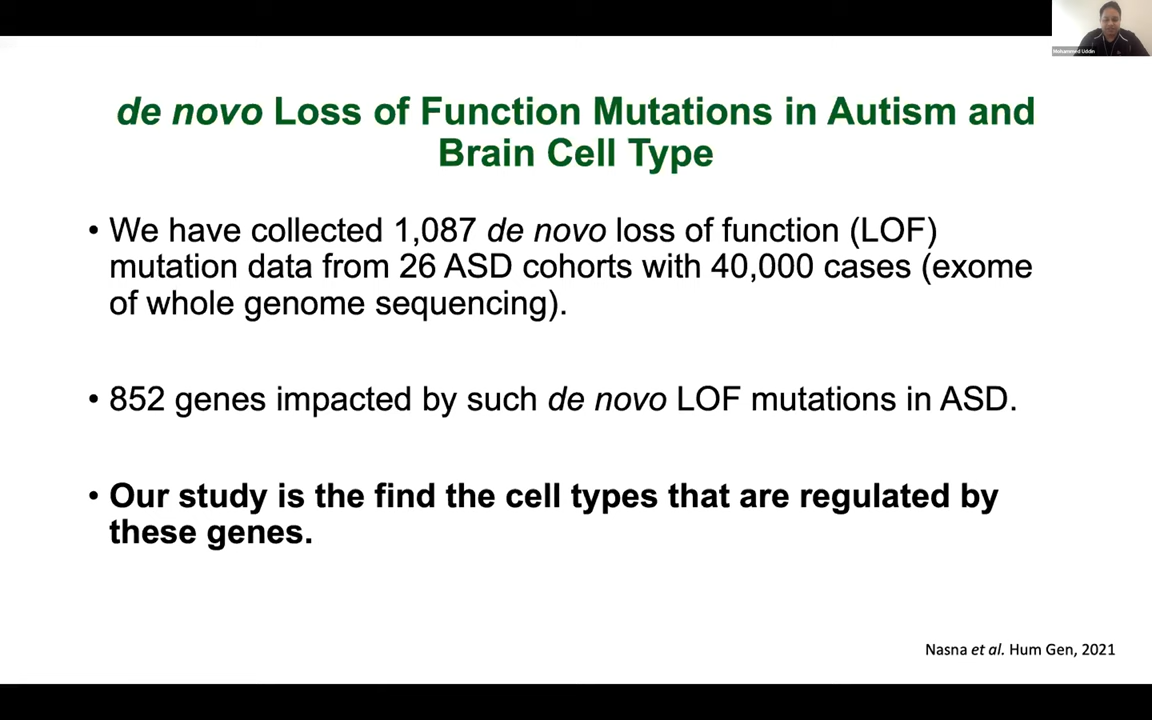 Mohammed Uddin
de novo Loss of Function Mutations in Autism and
Brain Cell Type
• We have collected 1,087 de novo loss of function (LOF)
mutation data from 26 ASD cohorts with 40,000 cases (exome
of whole genome sequencing).
• 852 genes impacted by such de novo LOF mutations in ASD.
• Our study is the find the cell types that are regulated by
these genes.
Nasna et al. Hum Gen, 2021